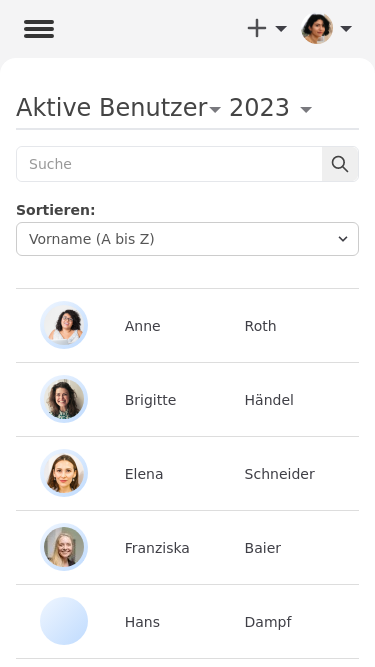 Aktive Benutzer 2023
Suche
Sortieren:
Vorname (A bis Z)
Anne Roth
Brigitte Händel
Elena Schneider
Franziska Baier
Hans Dampf